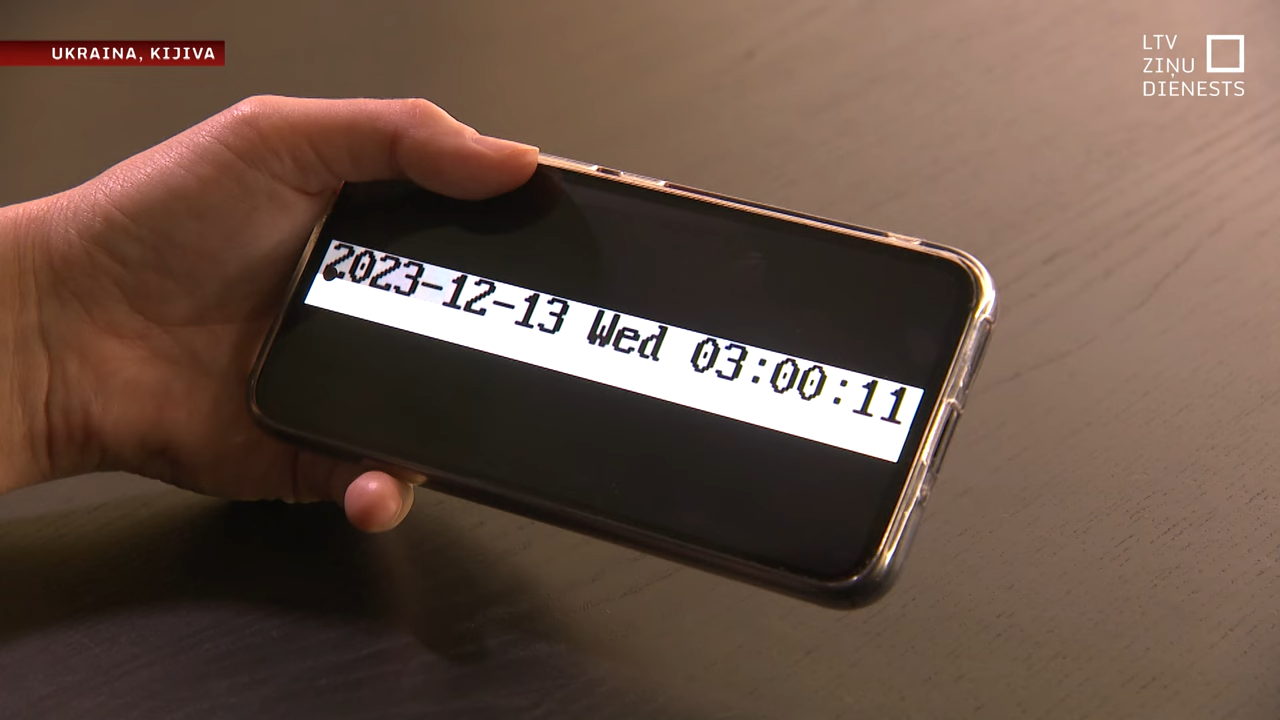 UKRAINA, KIJIVA
LTV
ZIŅU
DIENESTS
2023-12-13 Wed 03:00:11